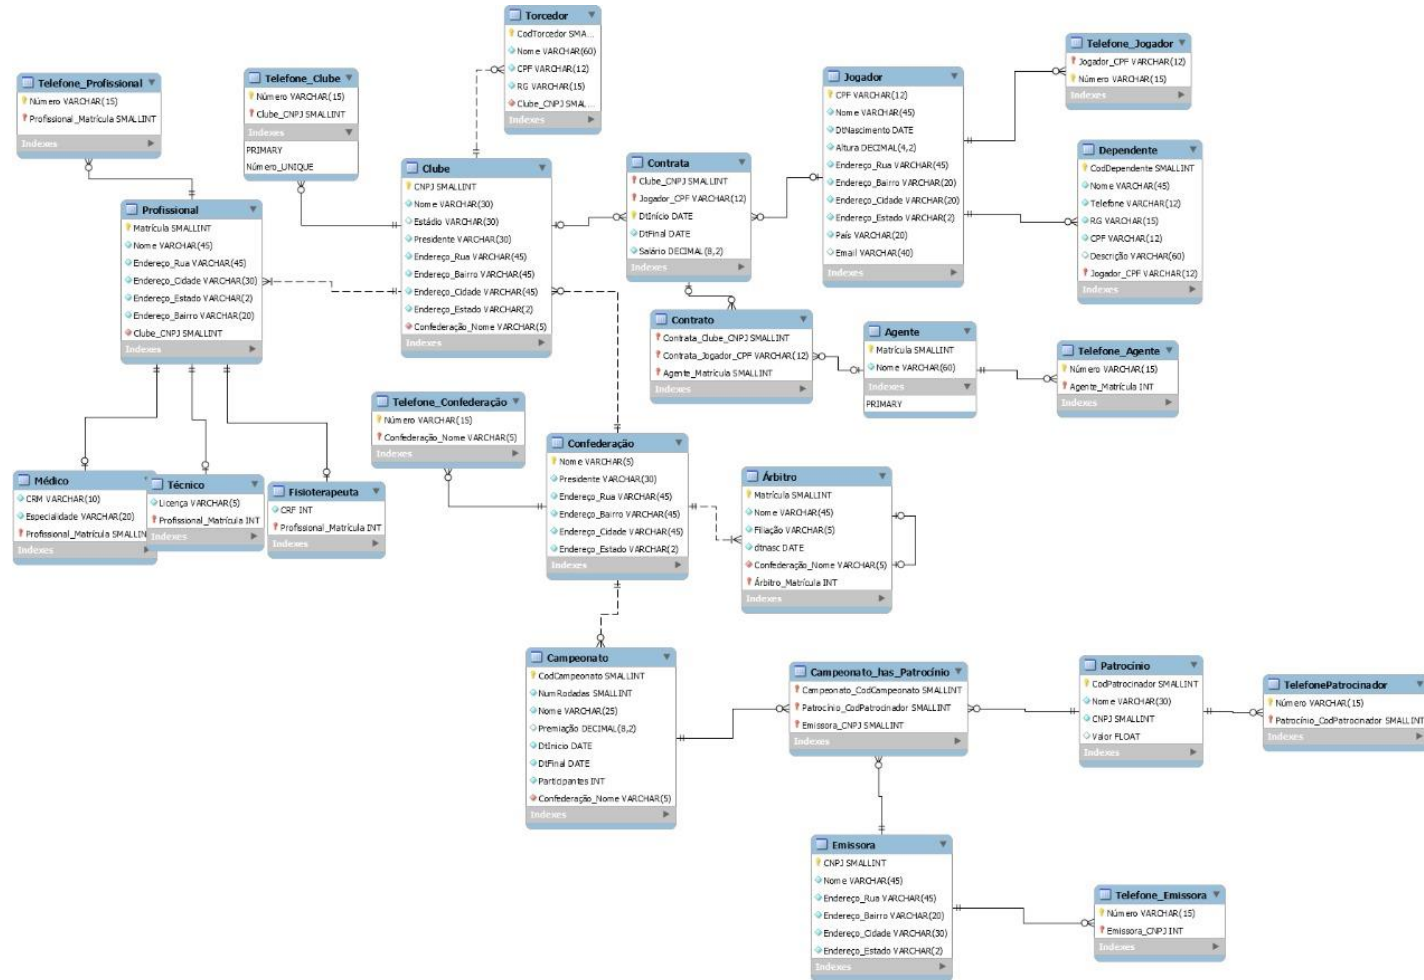 Torcedor
CodTorcedor SMA...
Nome VARCHAR(60)
CPF VARCHAR(12)
RG VARCHAR(15)
Clube_CNPJ SMAL...
Indexes
Telefone_Jogador
Jogador_CPF VARCHAR(12)
Número VARCHAR(15)
Indexes
Telefone_Profissional
Número VARCHAR(15)
Profissional_Matrícula SMALLINT
Indexes
Telefone_Clube
Número VARCHAR(15)
Clube_CNPJ SMALLINT
Indexes
PRIMARY
Número_UNIQUE
Jogador
CPF VARCHAR(12)
Nome VARCHAR(45)
DtNascimento DATE
Altura DECIMAL(4,2)
Endereço_Rua VARCHAR(45)
Endereço_Bairro VARCHAR(20)
Endereço_Cidade VARCHAR(20)
Endereço_Estado VARCHAR(2)
País VARCHAR(20)
Email VARCHAR(40)
Indexes
Dependente
CodDependente SMALLINT
Nome VARCHAR(45)
Telefone VARCHAR(12)
RG VARCHAR(15)
CPF VARCHAR(12)
Descrição VARCHAR(60)
Jogador_CPF VARCHAR(12)
Indexes
Clube
CNPJ SMALLINT
Nome VARCHAR(30)
Estádio VARCHAR(30)
Presidente VARCHAR(30)
Endereço_Rua VARCHAR(45)
Endereço_Bairro VARCHAR(45)
Endereço_Cidade VARCHAR(45)
Endereço_Estado VARCHAR(2)
Confederação_Nome VARCHAR(5)
Indexes
Contrata
Clube_CNPJ SMALLINT
Jogador_CPF VARCHAR(12)
DtInício DATE
DtFinal DATE
Salário DECIMAL(8,2)
Indexes
Profissional
Matrícula SMALLINT
Nome VARCHAR(45)
Endereço_Rua VARCHAR(45)
Endereço_Cidade VARCHAR(30)
Endereço_Estado VARCHAR(2)
Endereço_Bairro VARCHAR(20)
Clube_CNPJ SMALLINT
Indexes
Contrato
Contrata_Clube_CNPJ SMALLINT
Contrata_Jogador_CPF VARCHAR(12)
Agente_Matrícula SMALLINT
Indexes
Agente
Matrícula SMALLINT
Nome VARCHAR(60)
Indexes
PRIMARY
Telefone_Agente
Número VARCHAR(15)
Agente_Matrícula INT
Indexes
Telefone_Confederação
Número VARCHAR(15)
Confederação_Nome VARCHAR(5)
Indexes
Confederação
Nome VARCHAR(5)
Presidente VARCHAR(30)
Endereço_Rua VARCHAR(45)
Endereço_Bairro VARCHAR(45)
Endereço_Cidade VARCHAR(45)
Endereço_Estado VARCHAR(2)
Indexes
Árbitro
Matrícula SMALLINT
Nome VARCHAR(45)
Filiação VARCHAR(5)
dtnasc DATE
Confederação_Nome VARCHAR(5)
Árbitro_Matrícula INT
Indexes
Médico
CRM VARCHAR(10)
Especialidade VARCHAR(20)
Profissional_Matrícula SMALLIN
Indexes
Técnico
Licença VARCHAR(5)
Profissional_Matrícula INT
Indexes
Fisioterapeuta
CRF INT
Profissional_Matrícula INT
Indexes
Campeonato
CodCampeonato SMALLINT
NumRodadas SMALLINT
Nome VARCHAR(25)
Premiação DECIMAL(8,2)
DtInicio DATE
DtFinal DATE
Participantes INT
Confederação_Nome VARCHAR(5)
Indexes
Campeonato_has_Patrocínio
Campeonato_CodCampeonato SMALLINT
Patrocínio_CodPatrocinador SMALLINT
Emissora_CNPJ SMALLINT
Indexes
Patrocínio
CodPatrocinador SMALLINT
Nome VARCHAR(30)
CNPJ SMALLINT
Valor FLOAT
Indexes
TelefonePatrocinador
Número VARCHAR(15)
Patrocínio_CodPatrocinador SMALLINT
Indexes
Emissora
CNPJ SMALLINT
Nome VARCHAR(45)
Endereço_Rua VARCHAR(45)
Endereço_Bairro VARCHAR(20)
Endereço_Cidade VARCHAR(30)
Endereço_Estado VARCHAR(2)
Indexes
Telefone_Emissora
Número VARCHAR(15)
Emissora_CNPJ INT
Indexes